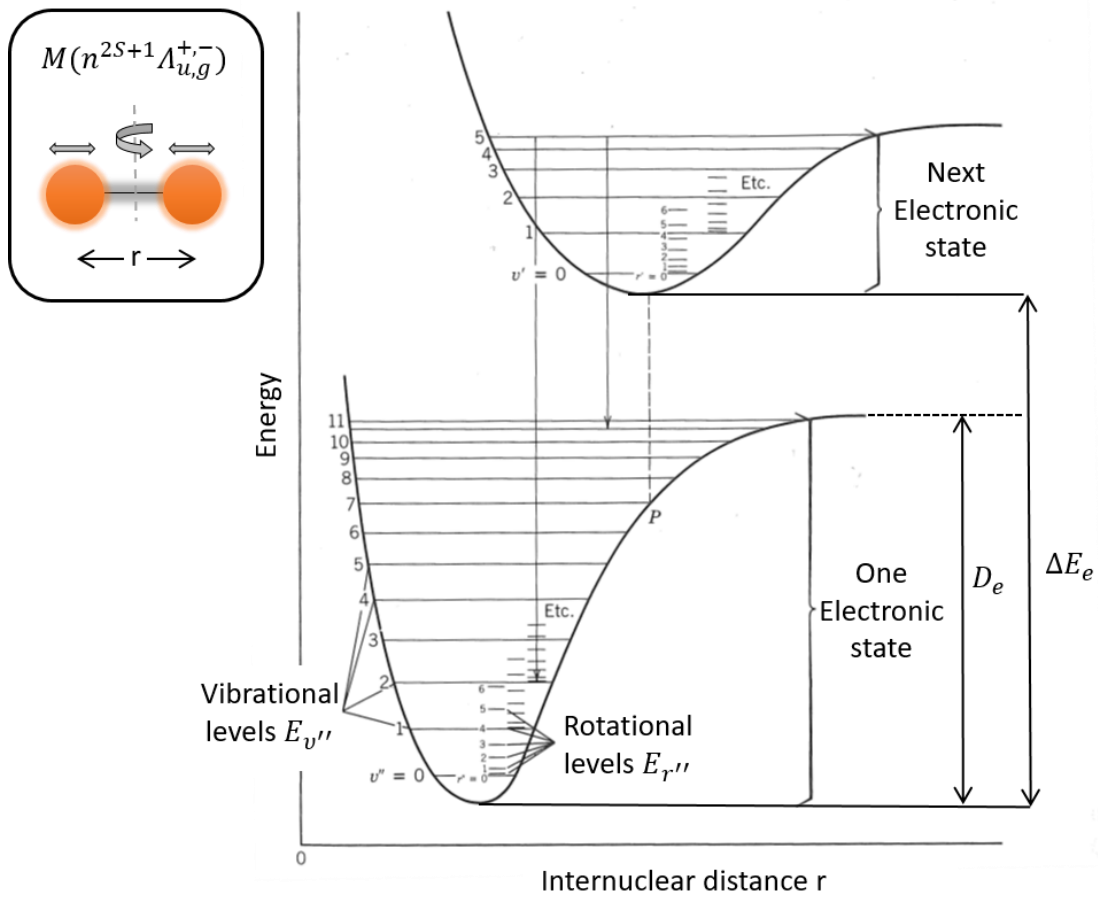 M(n^{2S+1}Λ_{u,g}^{+,-})
r
5
4
3
2
1
v' = 0
Etc.
6
5
4
3
2
1
r' = 0
Next
Electronic
state
Energy
11
10
9
8
7
6
5
4
3
2
1
v" = 0
P
Etc.
6
5
4
3
2
1
r" = 0
One
Electronic
state
D_e
ΔE_e
Vibrational
levels E_{v''}
Rotational
levels E_{r''}
0
Internuclear distance r